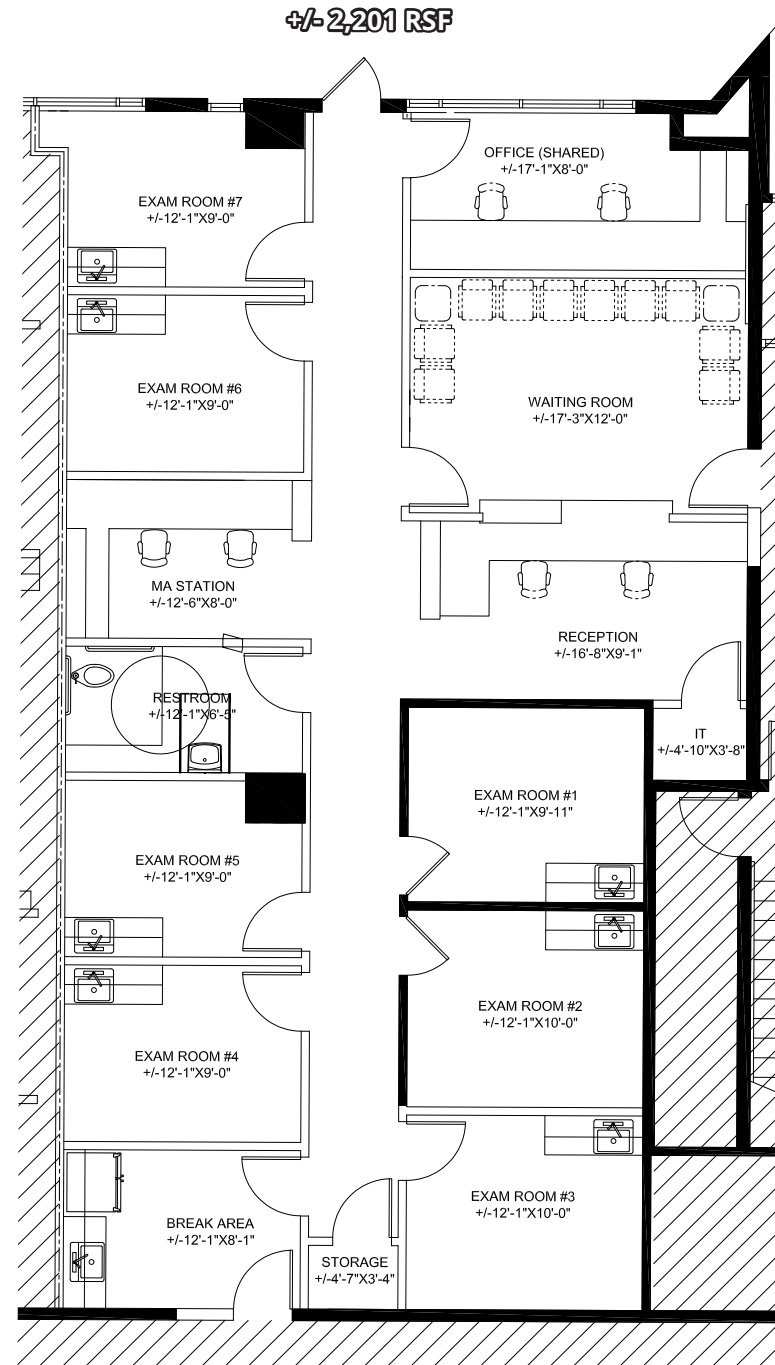 +/- 2,201 RSF
OFFICE (SHARED)
+/-17'-1"X8'-0"
EXAM ROOM #7
+/-12'-1"X9'-0"
EXAM ROOM #6
+/-12'-1"X9'-0"
WAITING ROOM
+/-17'-3"X12'-0"
MA STATION
+/-12'-6"X8'-0"
RECEPTION
+/-16'-8"X9'-1"
RESTROOM
+/-12'-1"X6'-5"
IT
+/-4'-10"X3'-8"
EXAM ROOM #1
+/-12'-1"X9'-11"
EXAM ROOM #5
+/-12'-1"X9'-0"
EXAM ROOM #2
+/-12'-1"X10'-0"
EXAM ROOM #4
+/-12'-1"X9'-0"
EXAM ROOM #3
+/-12'-1"X10'-0"
BREAK AREA
+/-12'-1"X8'-1"
STORAGE
+/-4'-7"X3'-4"